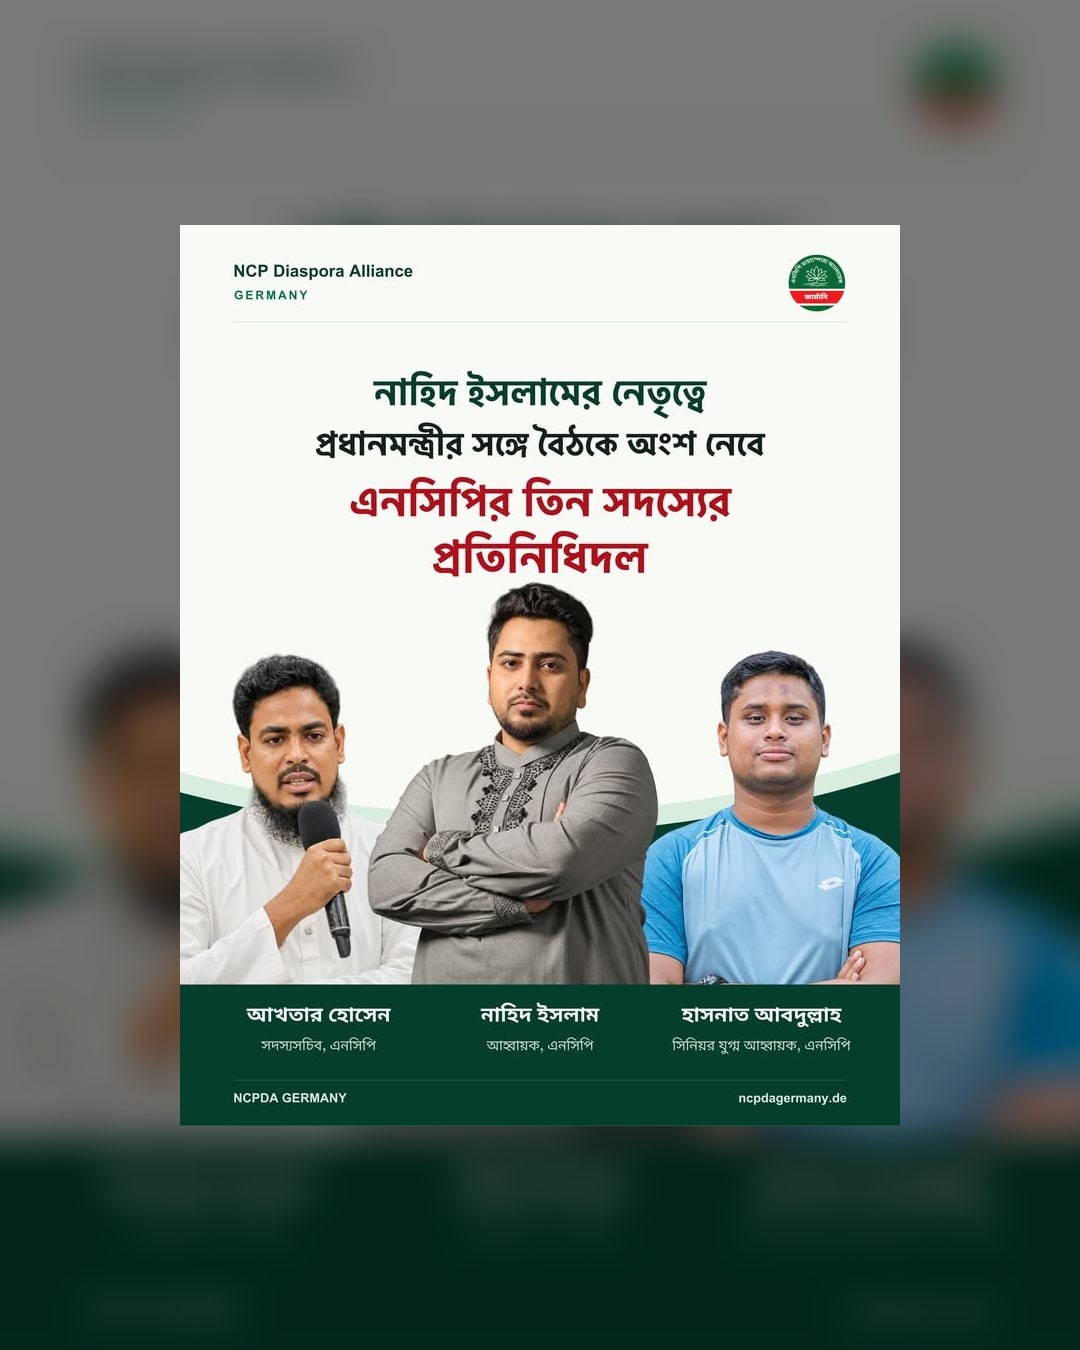 NCP Diaspora Alliance
GERMANY
এনসিপি ডায়াস্পোরা অ্যালায়েন্স
জার্মানি
নাহিদ ইসলামের নেতৃত্বে
প্রধানমন্ত্রীর সঙ্গে বৈঠকে অংশ নেবে
এনসিপির তিন সদস্যের
প্রতিনিধিদল
আখতার হোসেন
সদস্যসচিব, এনসিপি
নাহিদ ইসলাম
আহ্বায়ক, এনসিপি
হাসনাত আবদুল্লাহ
সিনিয়র যুগ্ম আহ্বায়ক, এনসিপি
NCPDA GERMANY
ncpdagermany.de